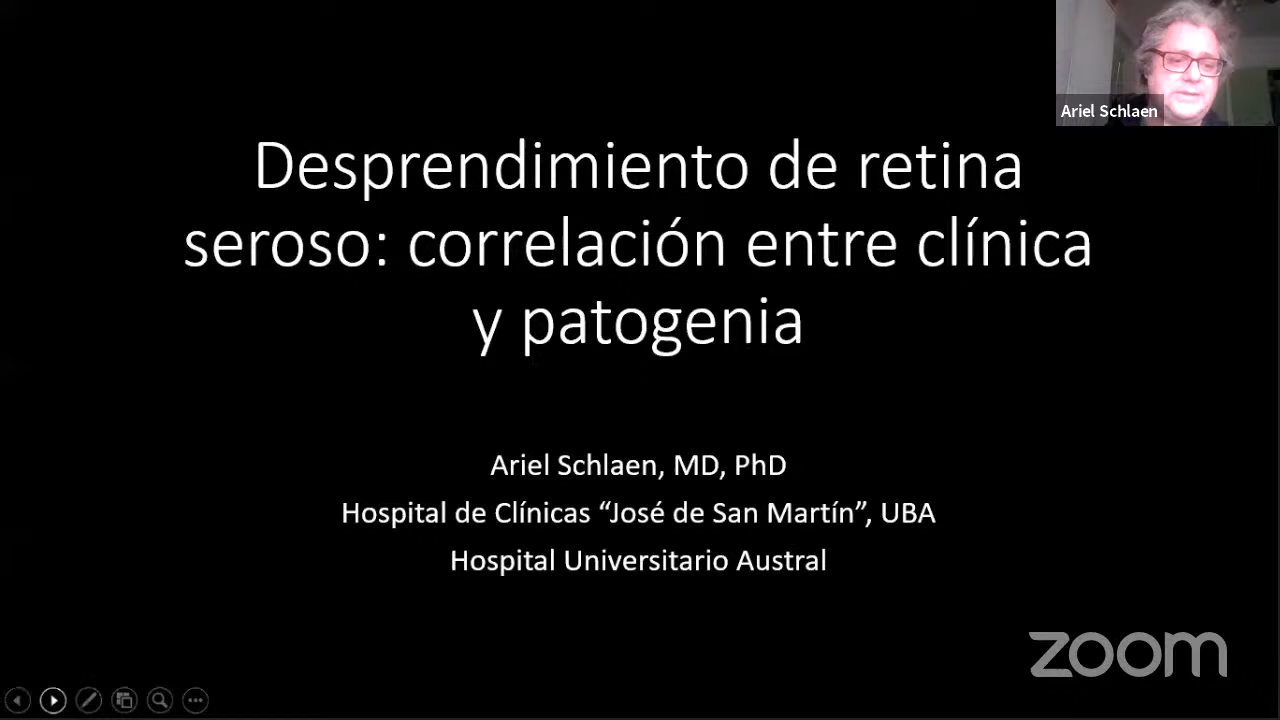 Ariel Schlaen
Desprendimiento de retina
seroso: correlación entre clínica
y patogenia
Ariel Schlaen, MD, PhD
Hospital de Clínicas “José de San Martín”, UBA
Hospital Universitario Austral
zoom